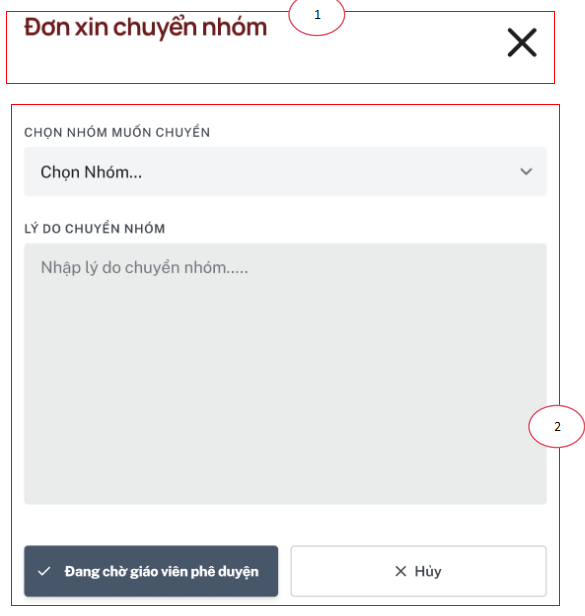 1
Đơn xin chuyển nhóm
CHỌN NHÓM MUỐN CHUYỂN
Chọn Nhóm...
LÝ DO CHUYỂN NHÓM
Nhập lý do chuyển nhóm.....
2
Đang chờ giáo viên phê duyện
Hủy